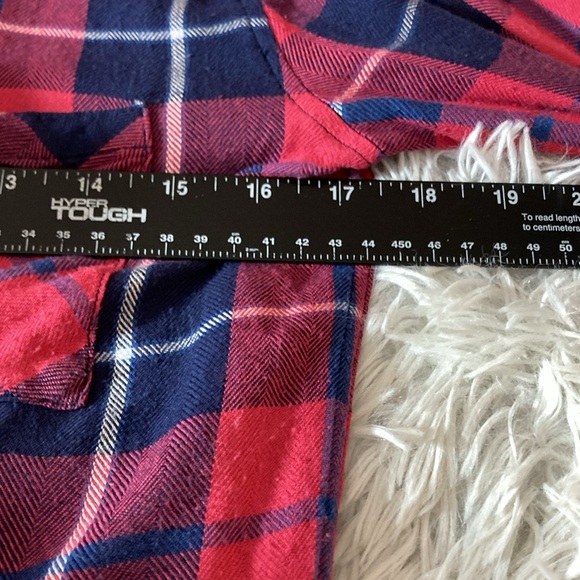 3 14 15 16 17 18 19 2
HYPER
TOUGH
To read length
to centimeters
34 35 36 37 38 39 40 41 42 43 44 450 46 47 48 49 50